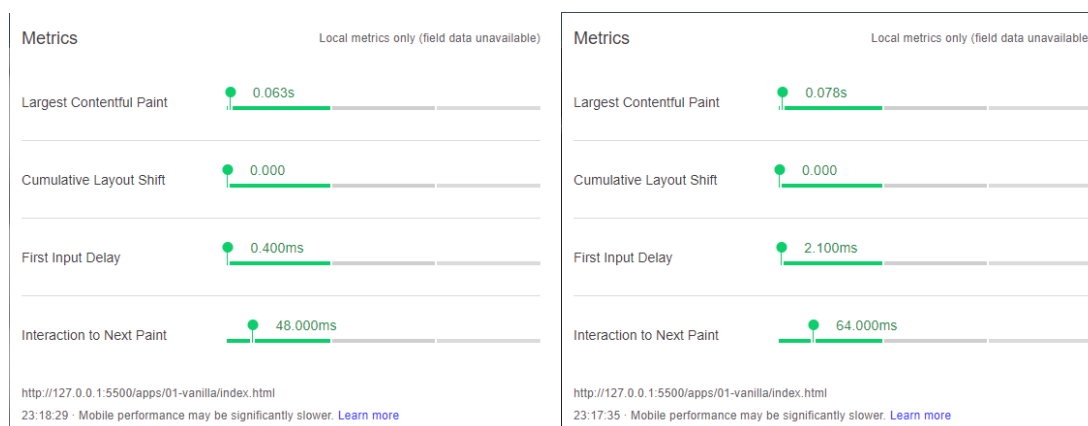 Metrics
Local metrics only (field data unavailable)
Largest Contentful Paint
0.063s
Cumulative Layout Shift
0.000
First Input Delay
0.400ms
Interaction to Next Paint
48.000ms
http://127.0.0.1:5500/apps/01-vanilla/index.html
23:18:29 · Mobile performance may be significantly slower. Learn more
Metrics
Local metrics only (field data unavailable
Largest Contentful Paint
0.078s
Cumulative Layout Shift
0.000
First Input Delay
2.100ms
Interaction to Next Paint
64.000ms
http://127.0.0.1:5500/apps/01-vanilla/index.html
23:17:35 · Mobile performance may be significantly slower. Learn more